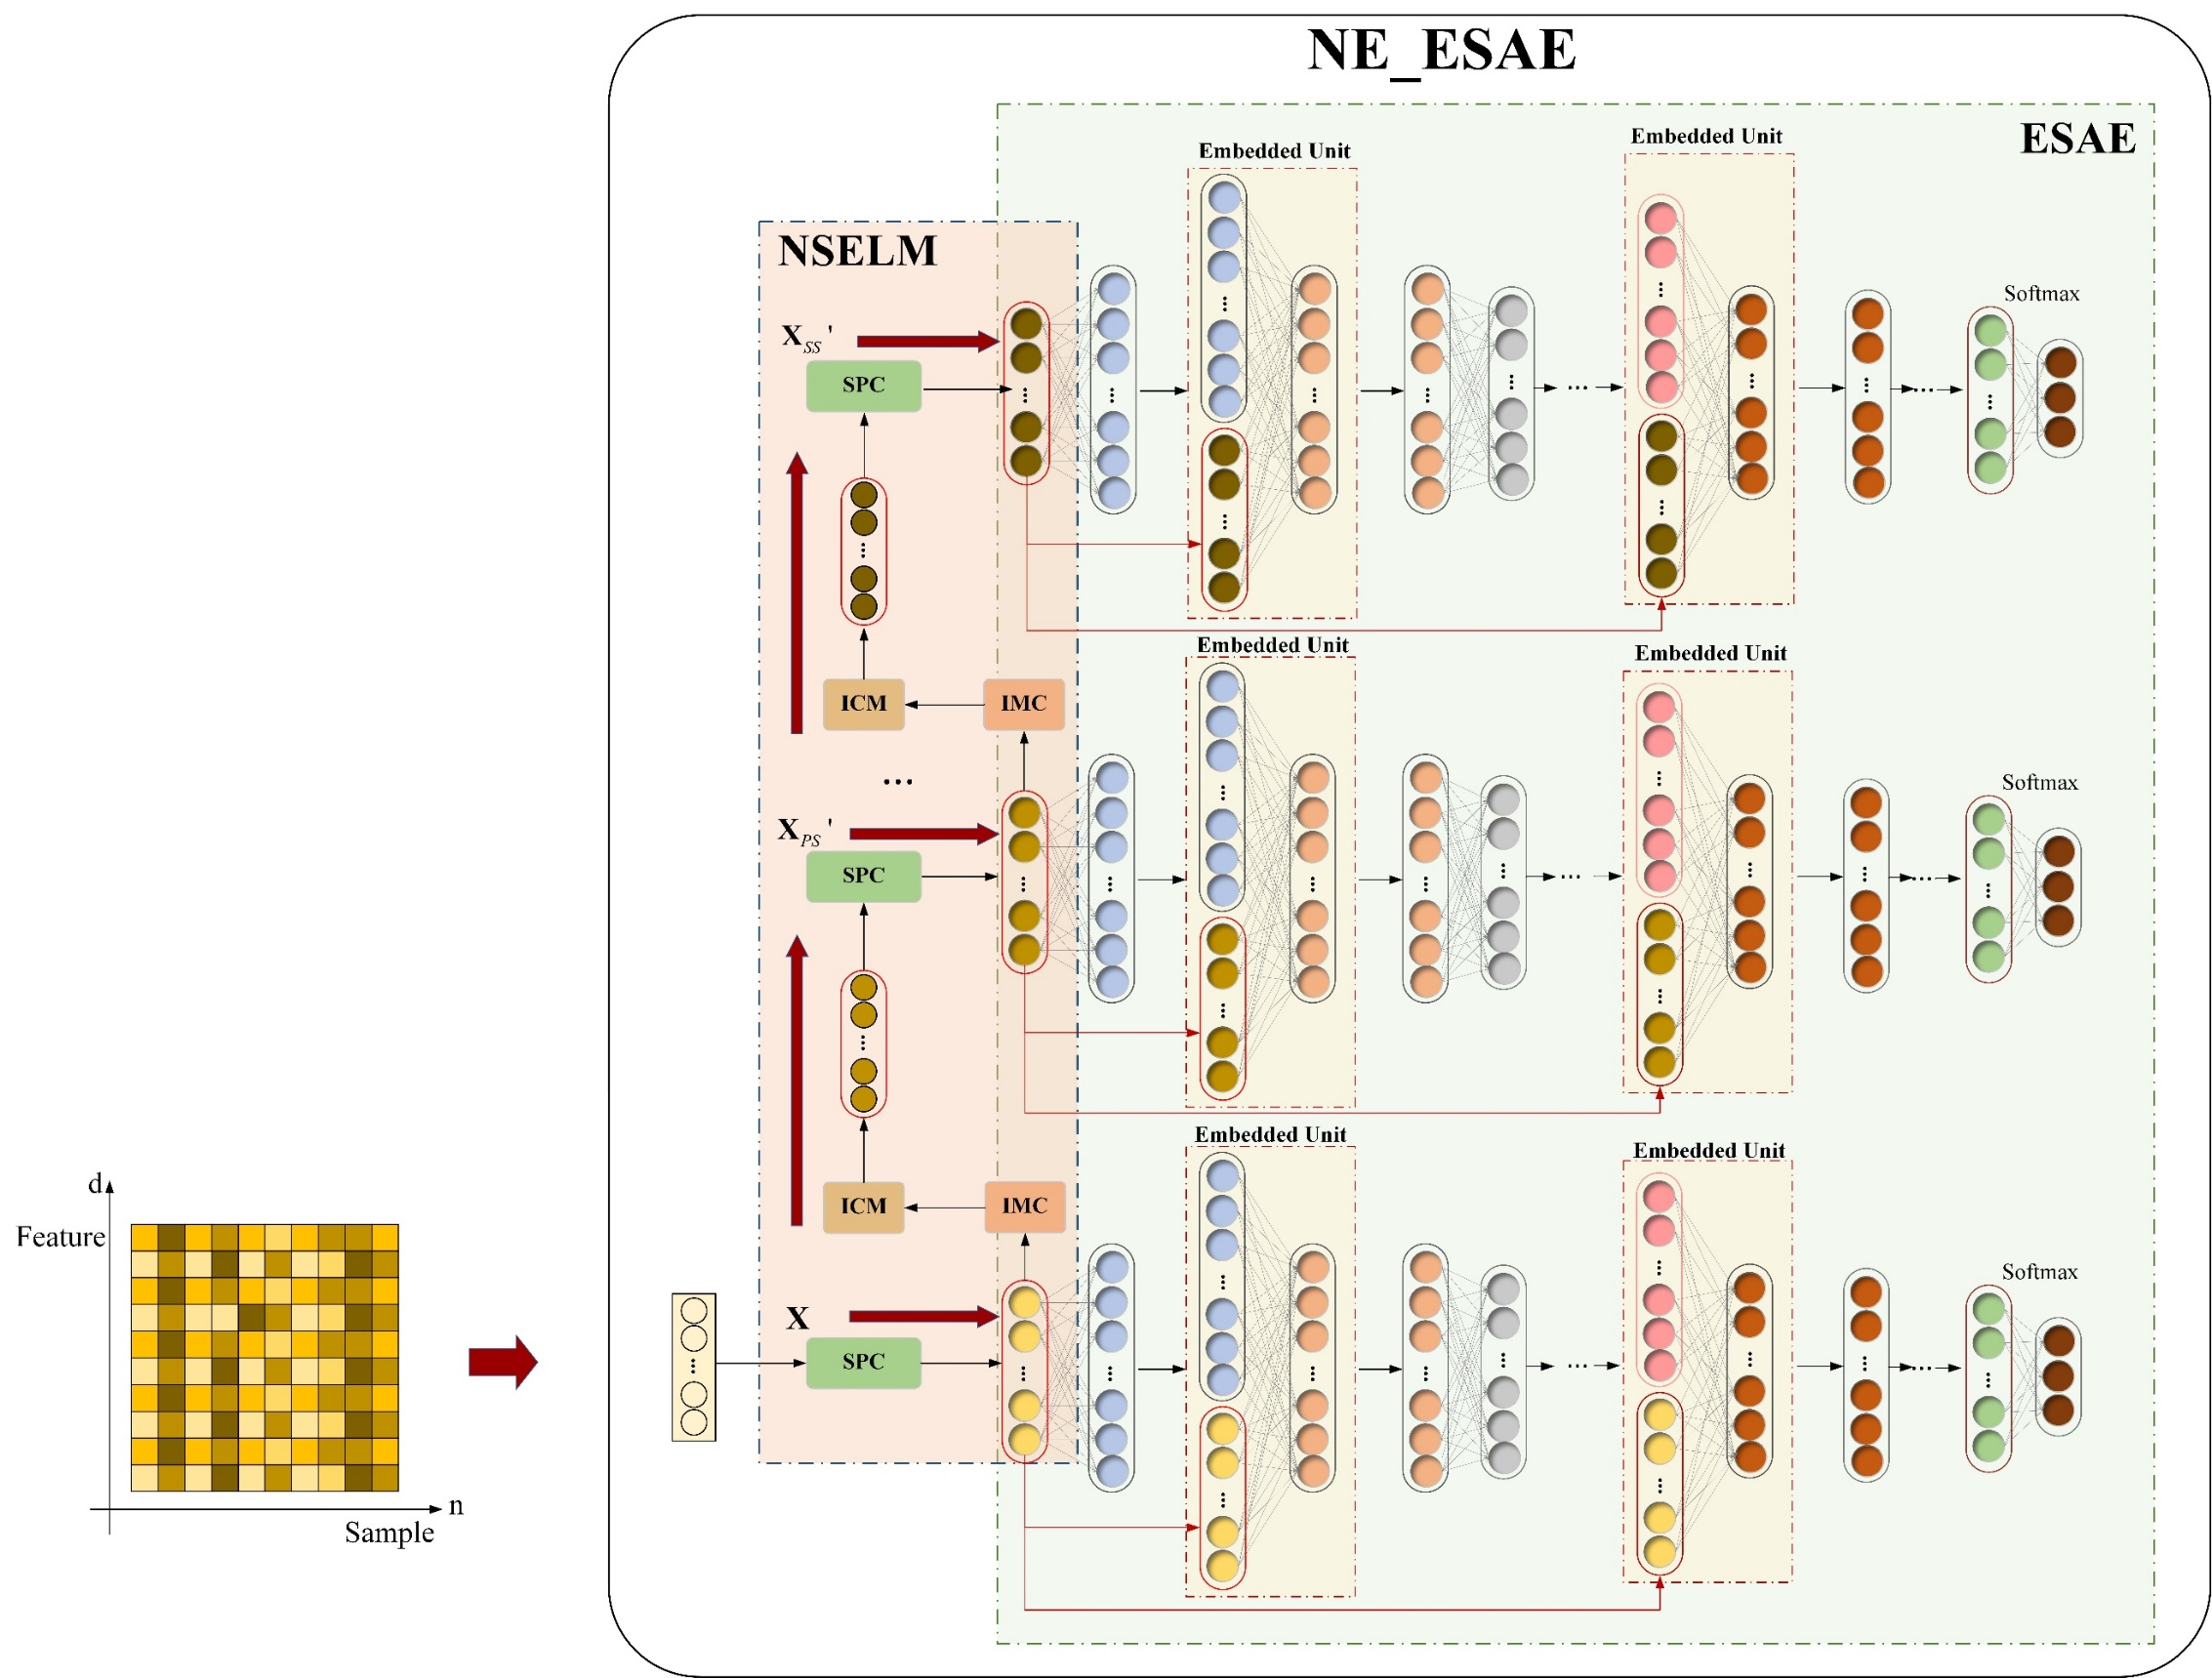 NE_ESAE
ESAE
Embedded Unit
Embedded Unit
NSELM
Softmax
X_SS'
SPC
...
ICM
IMC
Embedded Unit
Embedded Unit
...
Softmax
X_PS'
SPC
...
ICM
IMC
Embedded Unit
Embedded Unit
d
Feature
Softmax
X
SPC
...
n
Sample